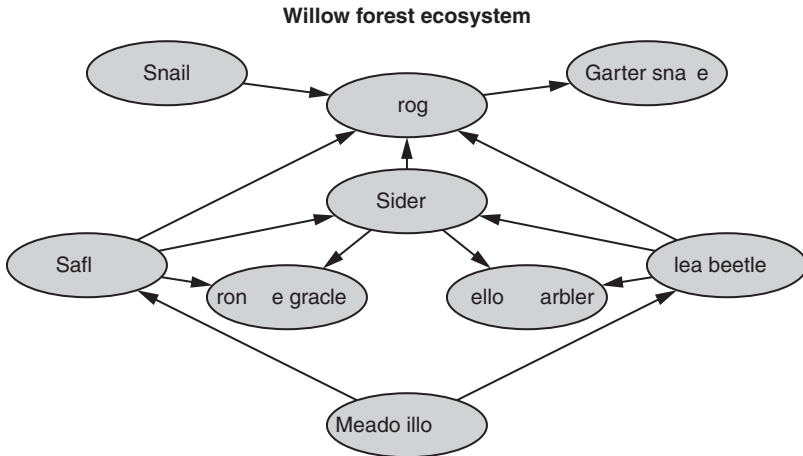 Willow forest ecosystem
Snail
Garter sna e
rog
Sider
Safl
lea beetle
ron e gracle
ello arbler
Meado illo